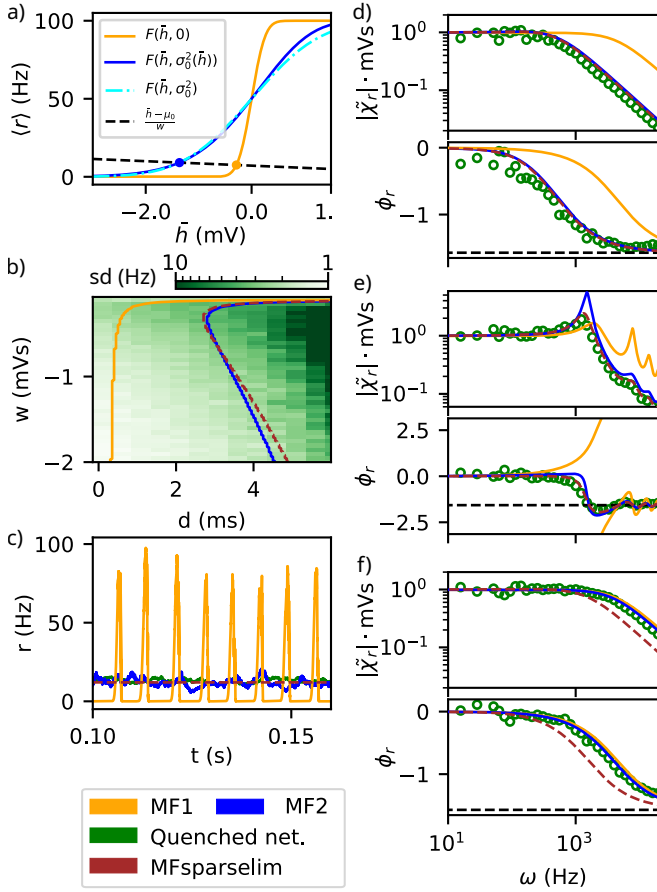 a)
100
50
0
⟨r⟩ (Hz)
F(h̄, 0)
F(h̄, σ₀²(h̄))
F(h̄, σ₀²)
(h̄−μ₀)/w
−2.0 0.0 1.
h̄ (mV)
b)
sd (Hz) 10 1
w (mVs)
−1
−2
0 2 4
d (ms)
c)
100
50
0
r (Hz)
0.10 0.15
t (s)
MF1 MF2
Quenched net.
MFsparselim
d)
10⁰
10⁻¹
|χ̃ᵣ| · mVs
0
−1
ϕᵣ
e)
10⁰
10⁻¹
|χ̃ᵣ| · mVs
2.5
0.0
−2.5
ϕᵣ
f)
10⁰
10⁻¹
|χ̃ᵣ| · mVs
0
−1
ϕᵣ
10¹ 10³
ω (Hz)